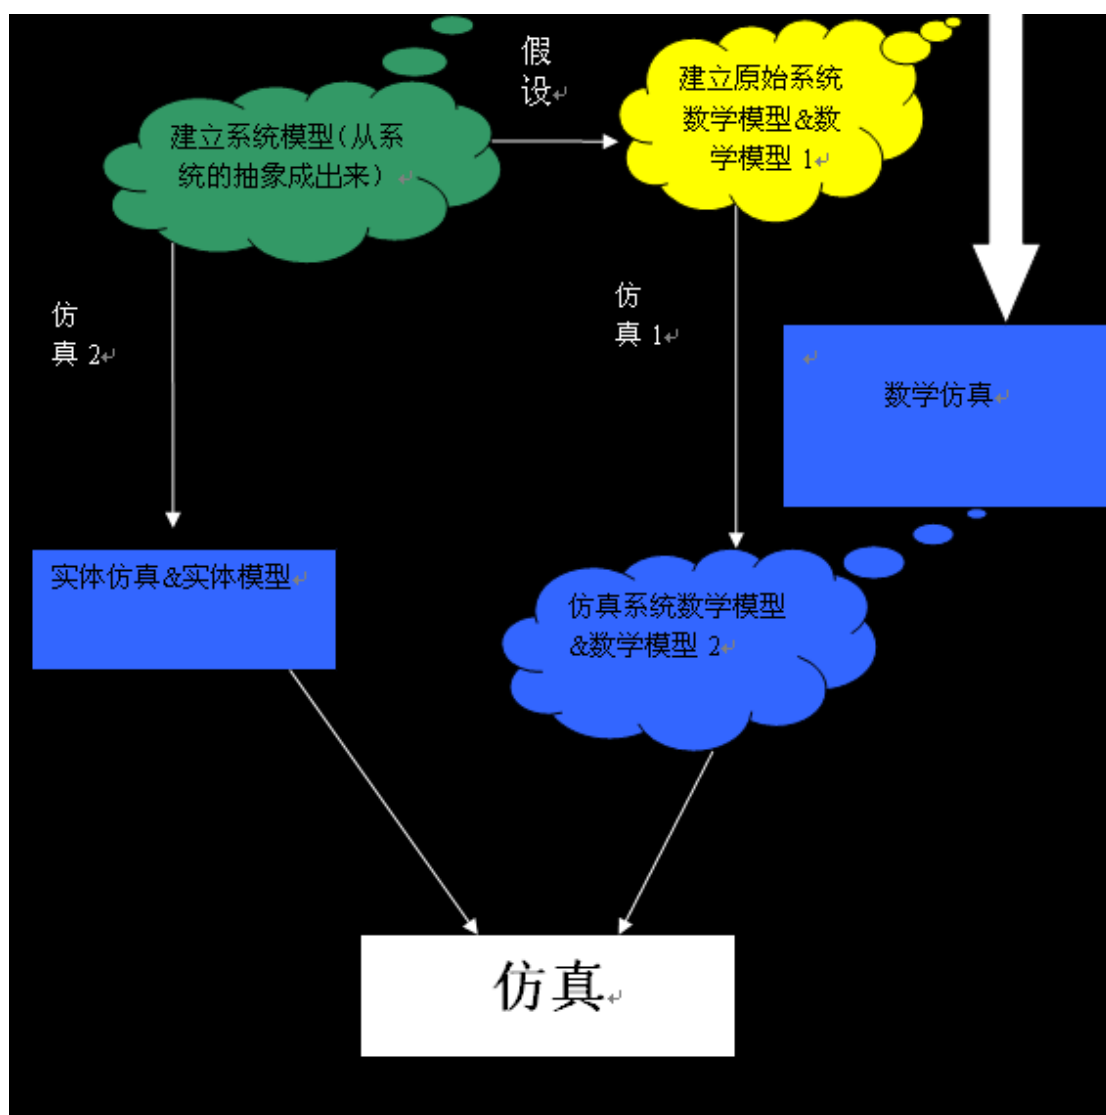 假
设
建立原始系统
数学模型&数
学模型 1
建立系统模型(从系
统的抽象成出来)
仿
真 2
仿
真 1
数学仿真
实体仿真&实体模型
仿真系统数学模型
&数学模型 2
仿真